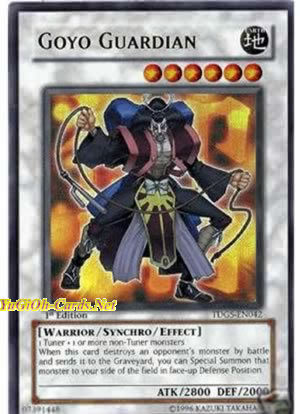 GOYO GUARDIAN
EARTH
地
YuGiOh-Cards.Net
1st Edition
TDGS-EN042
[WARRIOR / SYNCHRO / EFFECT]
1 Tuner + 1 or more non-Tuner monsters
When this card destroys an opponent's monster by battle and sends it to the Graveyard, you can Special Summon that monster to your side of the field in face-up Defense Position.
ATK/2800 DEF/2000
07391448
©1996 KAZUKI TAKAHASHI